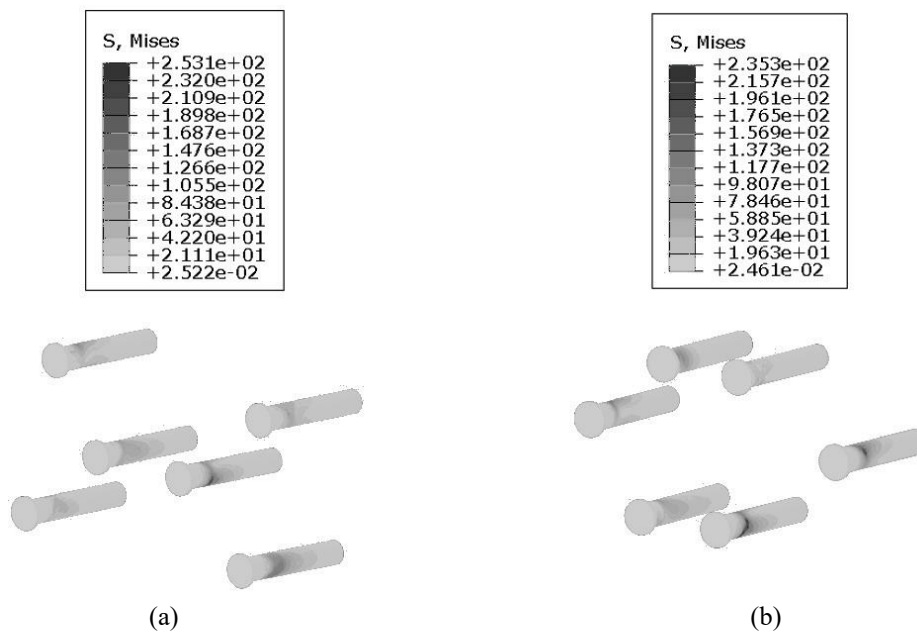 S, Mises
+2.531e+02
+2.320e+02
+2.109e+02
+1.898e+02
+1.687e+02
+1.476e+02
+1.266e+02
+1.055e+02
+8.438e+01
+6.329e+01
+4.220e+01
+2.111e+01
+2.522e-02
S, Mises
+2.353e+02
+2.157e+02
+1.961e+02
+1.765e+02
+1.569e+02
+1.373e+02
+1.177e+02
+9.807e+01
+7.846e+01
+5.885e+01
+3.924e+01
+1.963e+01
+2.461e-02
(a)
(b)